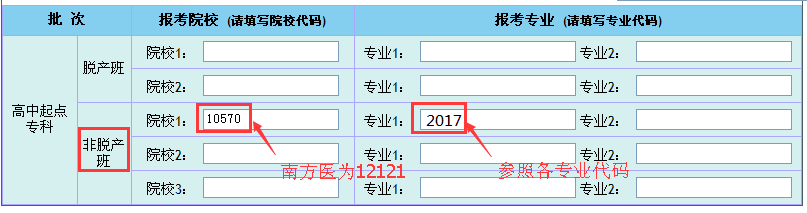 批 次 报考院校 (请填写院校代码) 报考专业 (请填写专业代码)
高中起点专科
脱产班
院校1: 专业1: 专业2:
院校2: 专业1: 专业2:
非脱产班
院校1: 10570 专业1: 2017 专业2:
院校2: 专业1: 专业2:
院校3: 专业1: 专业2:
南方医为12121
参照各专业代码